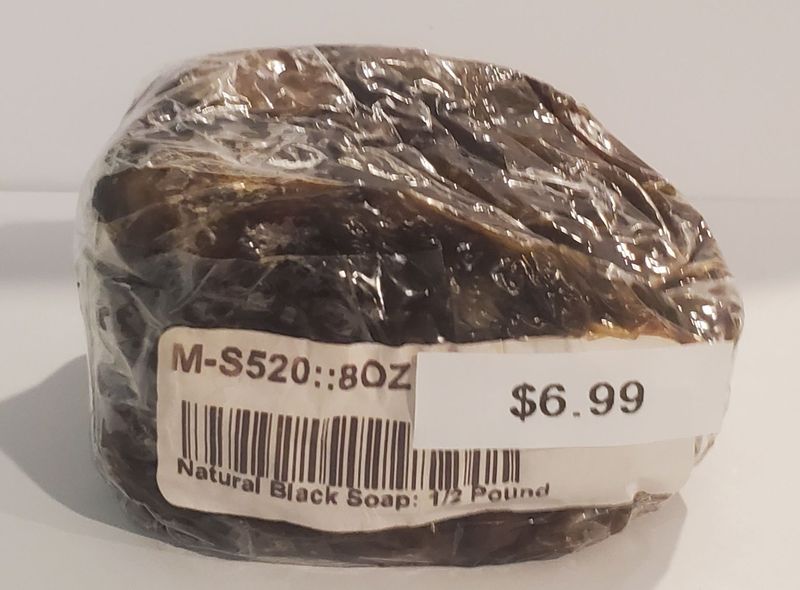 M-S520::8OZ
$6.99
Natural Black Soap: 1/2 Pound